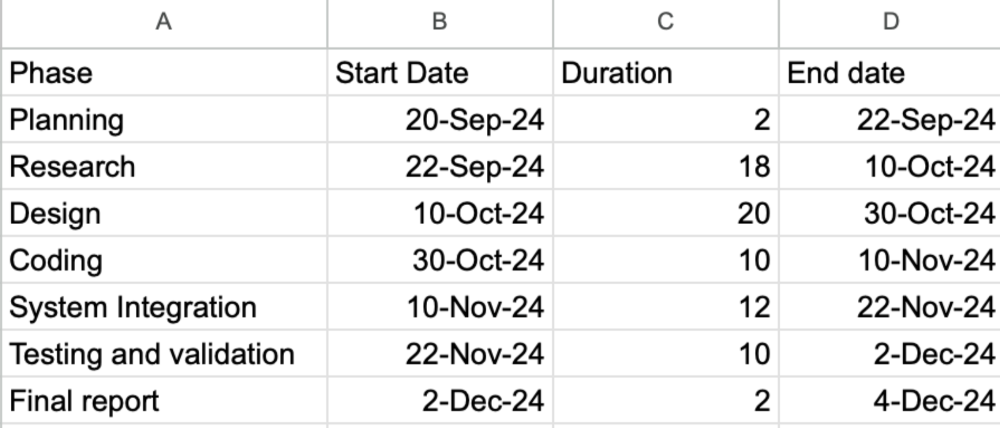 A B C D
Phase Start Date Duration End date
Planning 20-Sep-24 2 22-Sep-24
Research 22-Sep-24 18 10-Oct-24
Design 10-Oct-24 20 30-Oct-24
Coding 30-Oct-24 10 10-Nov-24
System Integration 10-Nov-24 12 22-Nov-24
Testing and validation 22-Nov-24 10 2-Dec-24
Final report 2-Dec-24 2 4-Dec-24